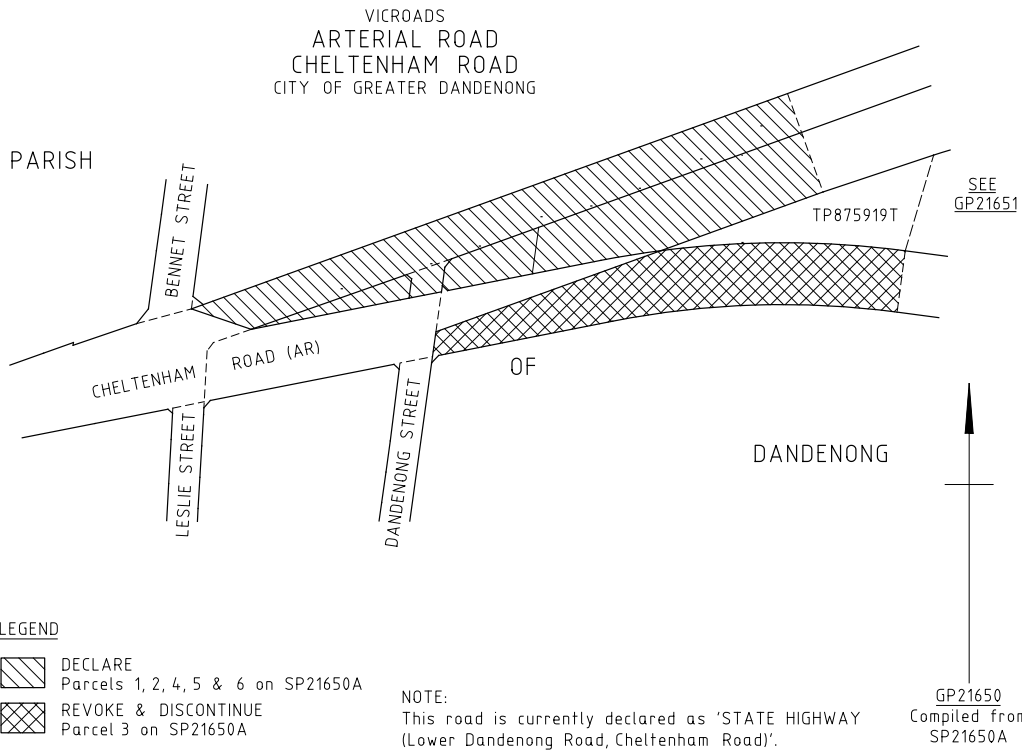 VICROADS
ARTERIAL ROAD
CHELTENHAM ROAD
CITY OF GREATER DANDENONG
PARISH
BENNET STREET
SEE
GP21651
TP875919T
CHELTENHAM ROAD (AR)
OF
LESLIE STREET
DANDENONG STREET
DANDENONG
LEGEND
DECLARE
Parcels 1, 2, 4, 5 & 6 on SP21650A
REVOKE & DISCONTINUE
Parcel 3 on SP21650A
NOTE:
This road is currently declared as 'STATE HIGHWAY
(Lower Dandenong Road, Cheltenham Road)'.
GP21650
Compiled from
SP21650A